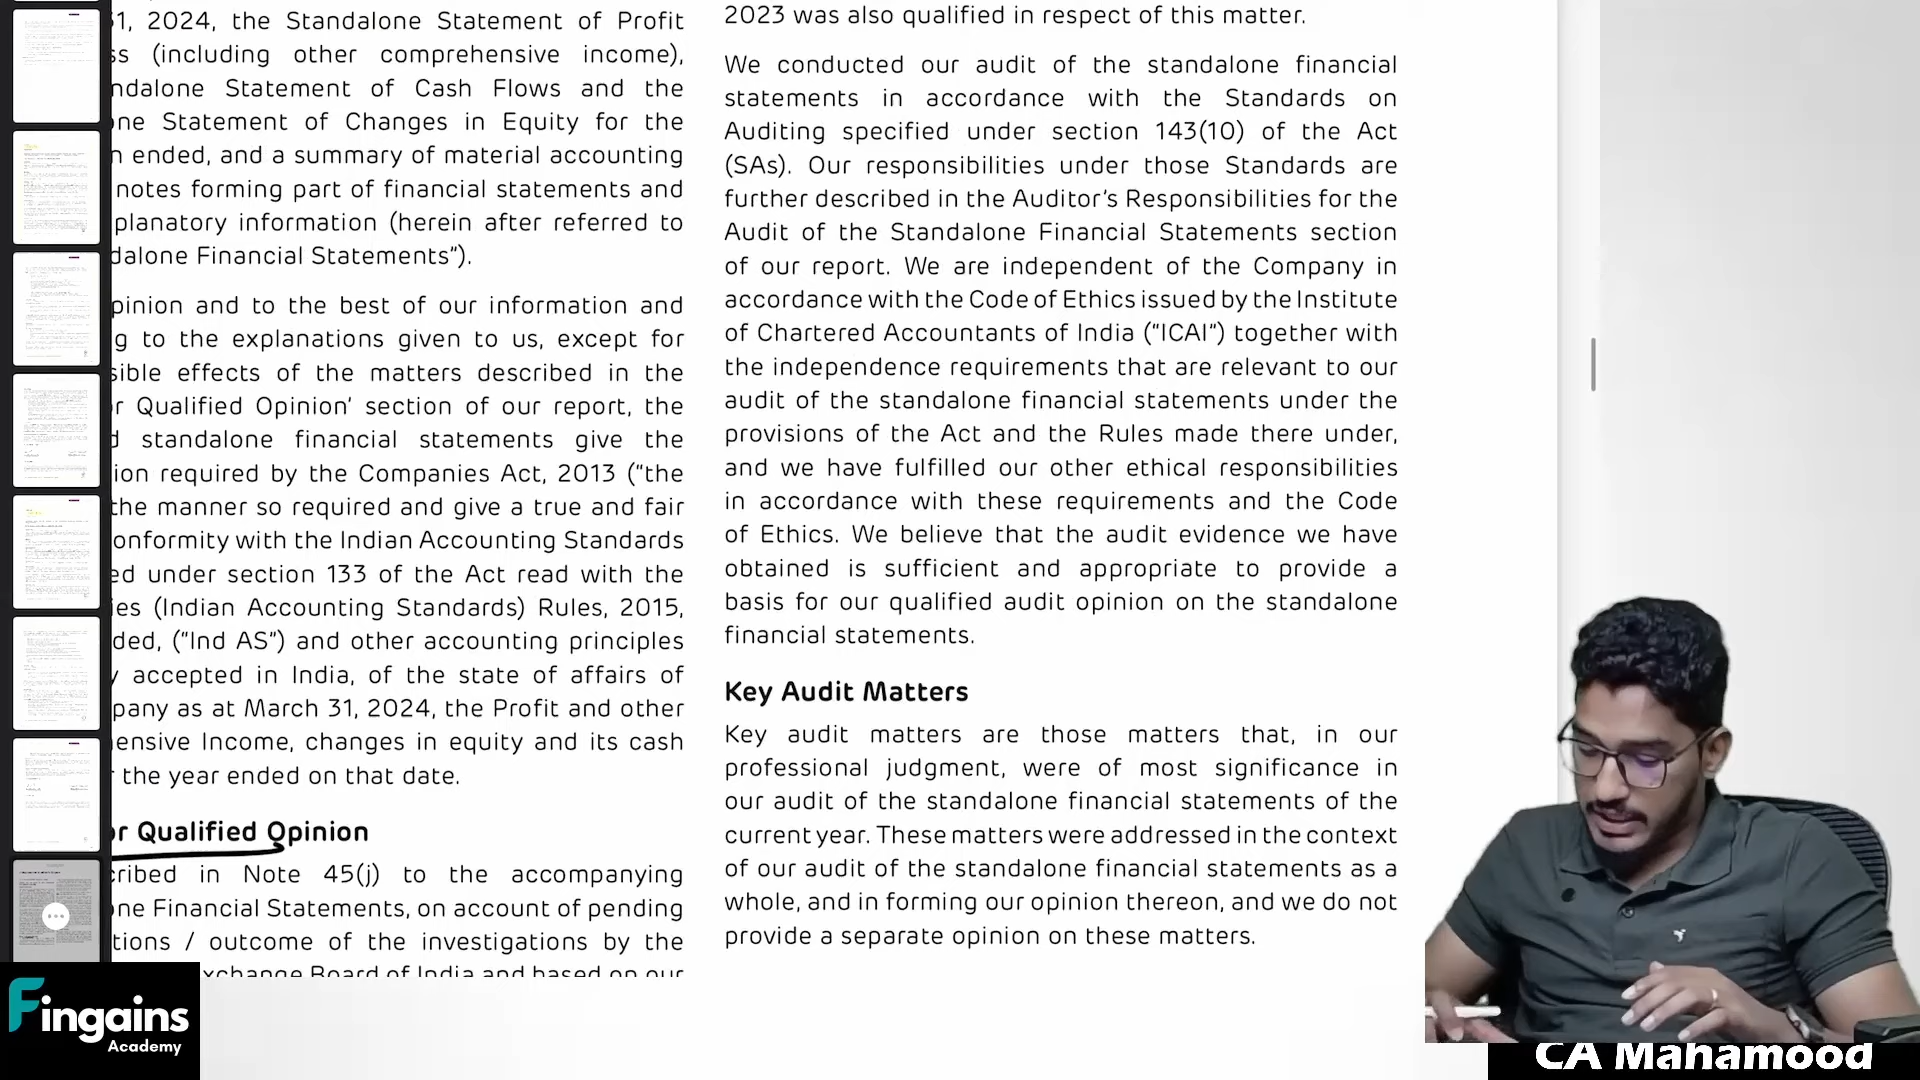 31, 2024, the Standalone Statement of Profit
ss (including other comprehensive income),
ndalone Statement of Cash Flows and the
one Statement of Changes in Equity for the
n ended, and a summary of material accounting
notes forming part of financial statements and
planatory information (herein after referred to
dalone Financial Statements").
pinion and to the best of our information and
g to the explanations given to us, except for
sible effects of the matters described in the
or Qualified Opinion' section of our report, the
d standalone financial statements give the
ion required by the Companies Act, 2013 ("the
the manner so required and give a true and fair
onformity with the Indian Accounting Standards
ed under section 133 of the Act read with the
ies (Indian Accounting Standards) Rules, 2015,
ded, ("Ind AS") and other accounting principles
y accepted in India, of the state of affairs of
pany as at March 31, 2024, the Profit and other
hensive Income, changes in equity and its cash
r the year ended on that date.
or Qualified Opinion
cribed in Note 45(j) to the accompanying
one Financial Statements, on account of pending
tions / outcome of the investigations by the
xchange Board of India and based on our
2023 was also qualified in respect of this matter.
We conducted our audit of the standalone financial
statements in accordance with the Standards on
Auditing specified under section 143(10) of the Act
(SAs). Our responsibilities under those Standards are
further described in the Auditor's Responsibilities for the
Audit of the Standalone Financial Statements section
of our report. We are independent of the Company in
accordance with the Code of Ethics issued by the Institute
of Chartered Accountants of India ("ICAI") together with
the independence requirements that are relevant to our
audit of the standalone financial statements under the
provisions of the Act and the Rules made there under,
and we have fulfilled our other ethical responsibilities
in accordance with these requirements and the Code
of Ethics. We believe that the audit evidence we have
obtained is sufficient and appropriate to provide a
basis for our qualified audit opinion on the standalone
financial statements.
Key Audit Matters
Key audit matters are those matters that, in our
professional judgment, were of most significance in
our audit of the standalone financial statements of the
current year. These matters were addressed in the context
of our audit of the standalone financial statements as a
whole, and in forming our opinion thereon, and we do not
provide a separate opinion on these matters.
Fingains
Academy
CA Mahamood